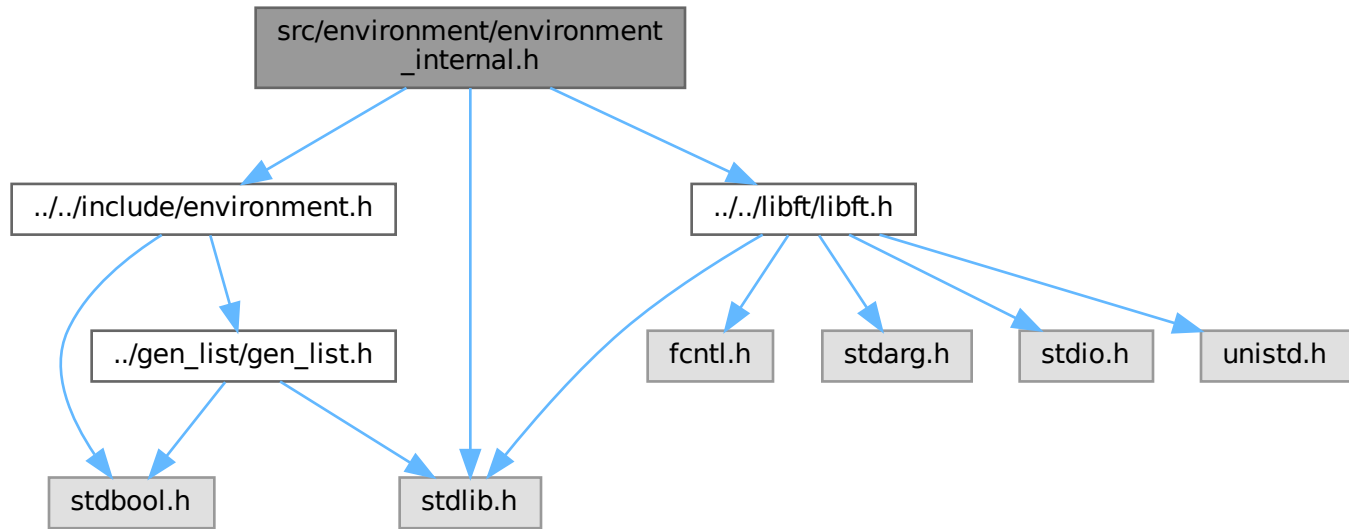 src/environment/environment
_internal.h
../../include/environment.h
../../libft/libft.h
../gen_list/gen_list.h
fcntl.h
stdarg.h
stdio.h
unistd.h
stdbool.h
stdlib.h